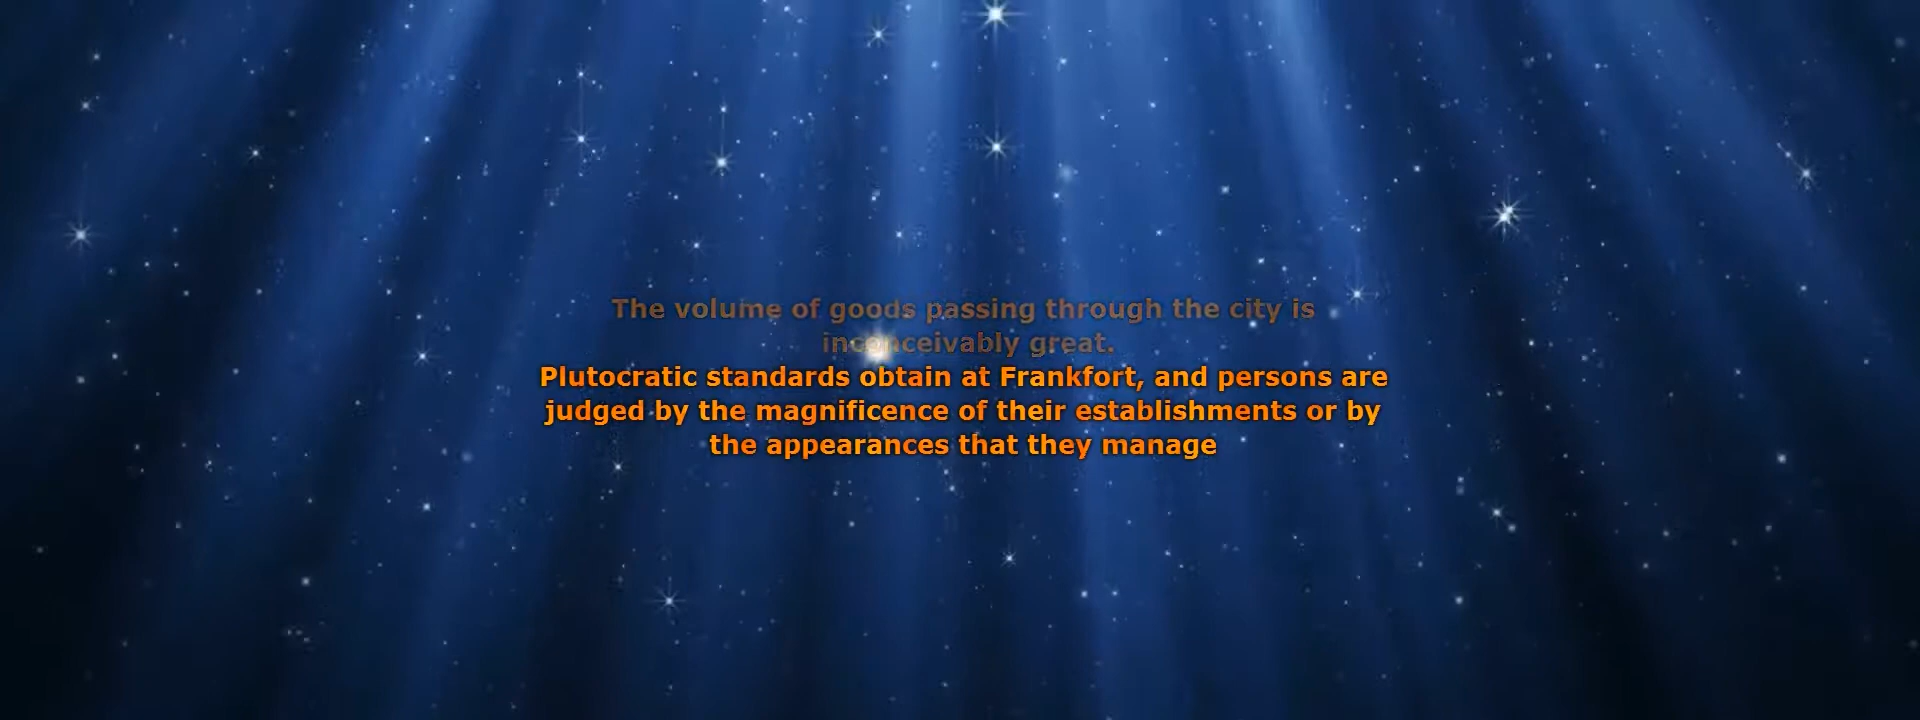 The volume of goods passing through the city is
inconceivably great.
Plutocratic standards obtain at Frankfort, and persons are
judged by the magnificence of their establishments or by
the appearances that they manage